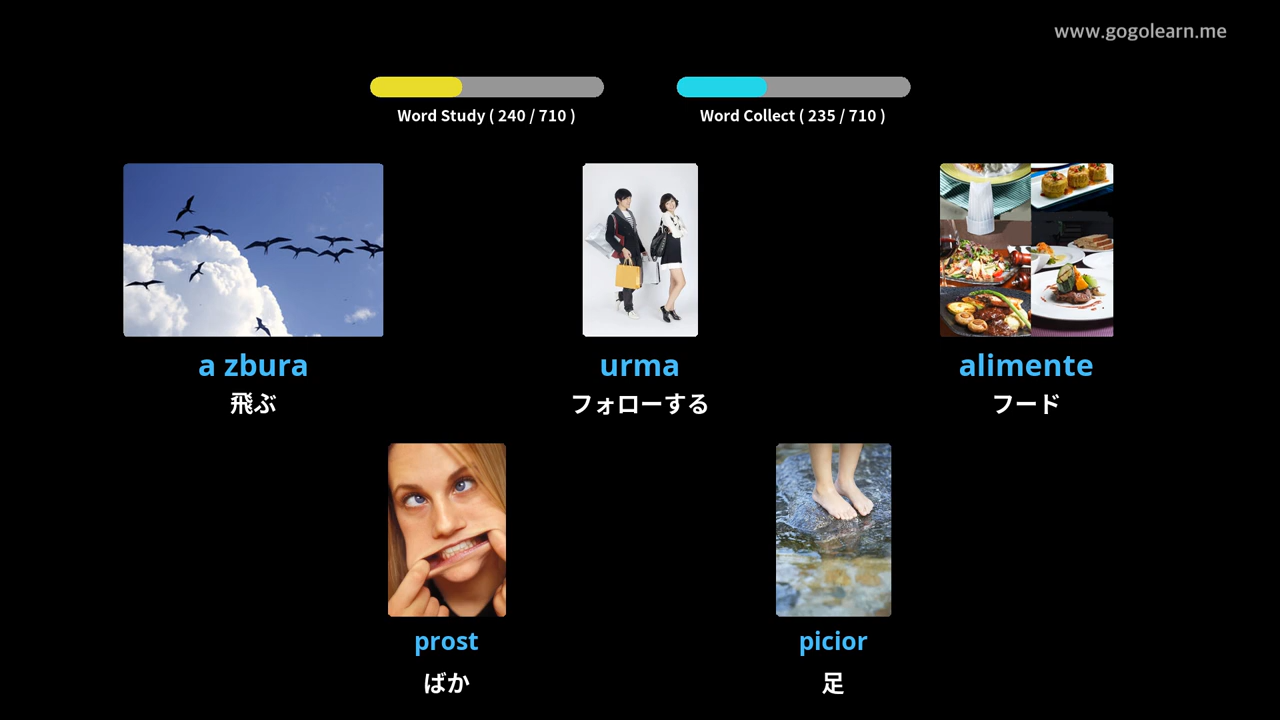 www.gogolearn.me
Word Study ( 240 / 710 )
Word Collect ( 235 / 710 )
a zbura
飛ぶ
urma
フォローする
alimente
フード
prost
ばか
picior
足